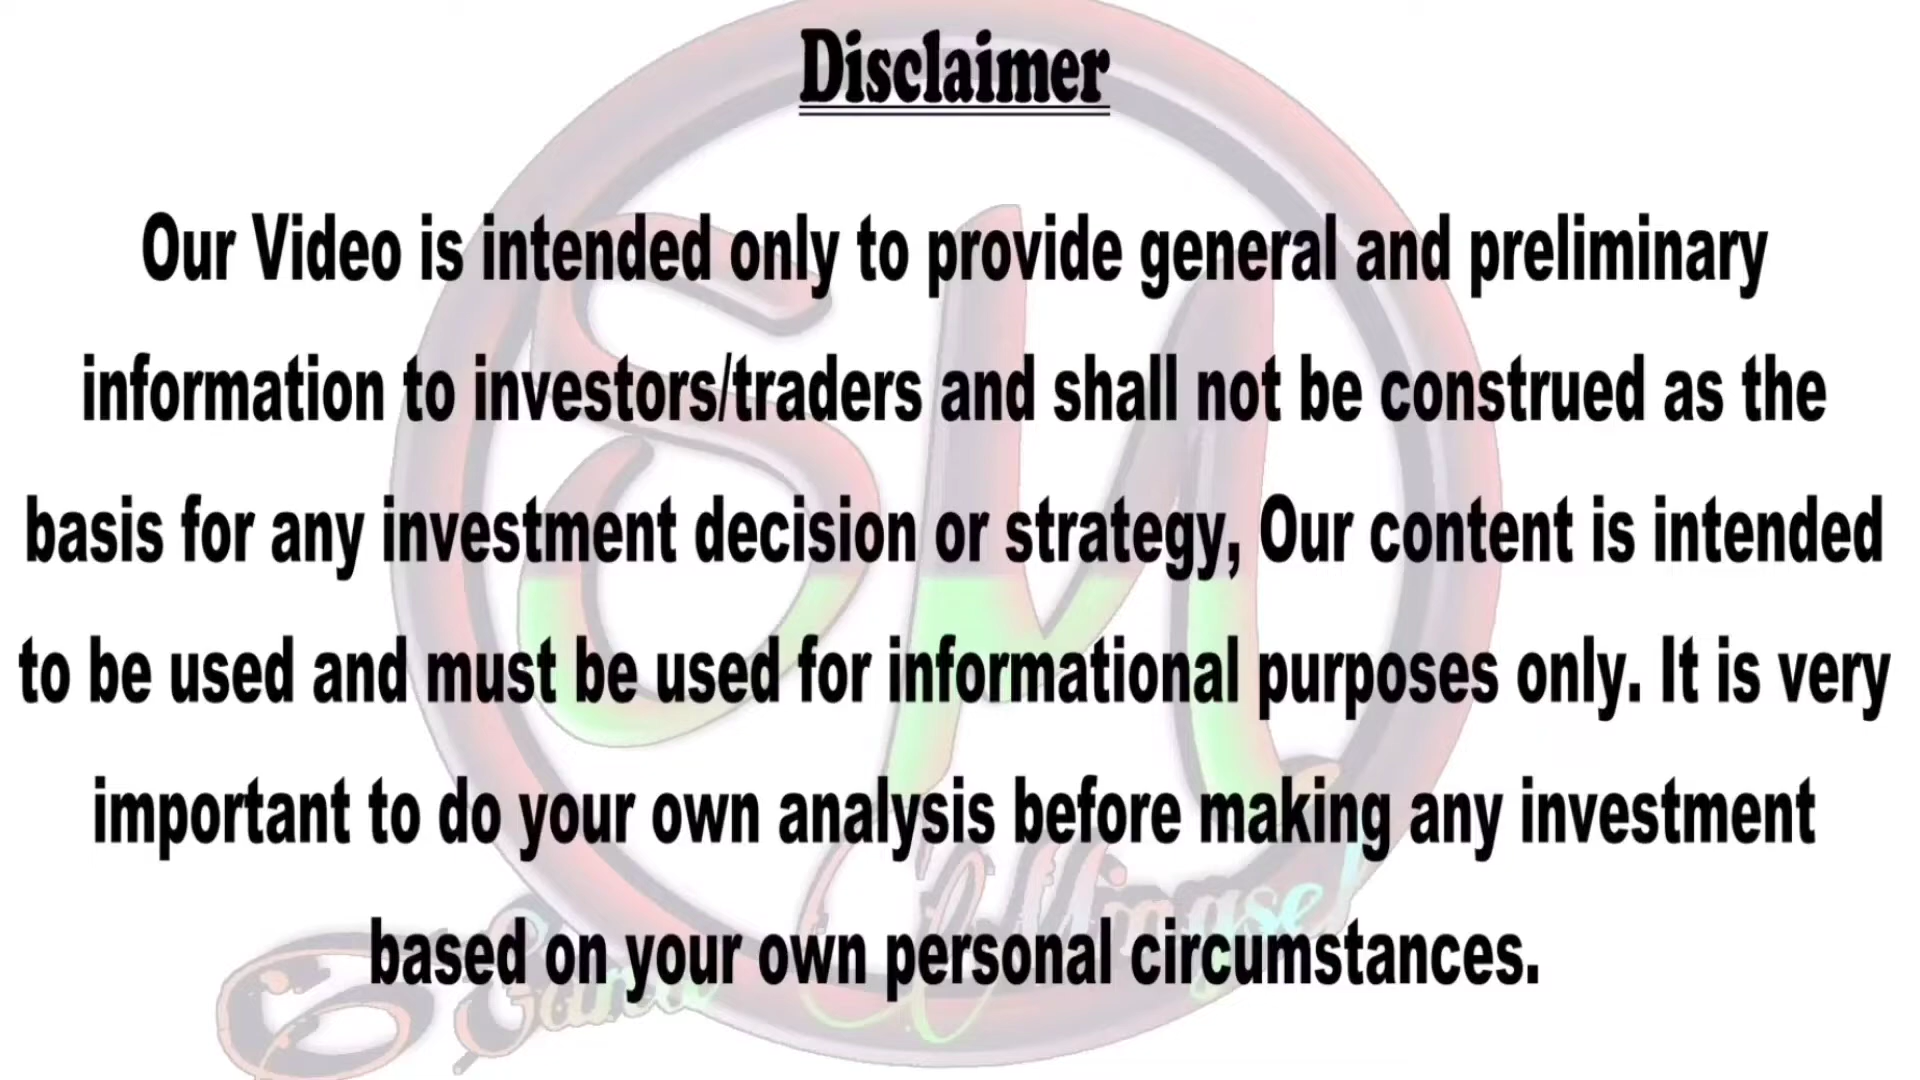 Disclaimer
Our Video is intended only to provide general and preliminary
information to investors/traders and shall not be construed as the
basis for any investment decision or strategy, Our content is intended
to be used and must be used for informational purposes only. It is very
important to do your own analysis before making any investment
based on your own personal circumstances.
SM